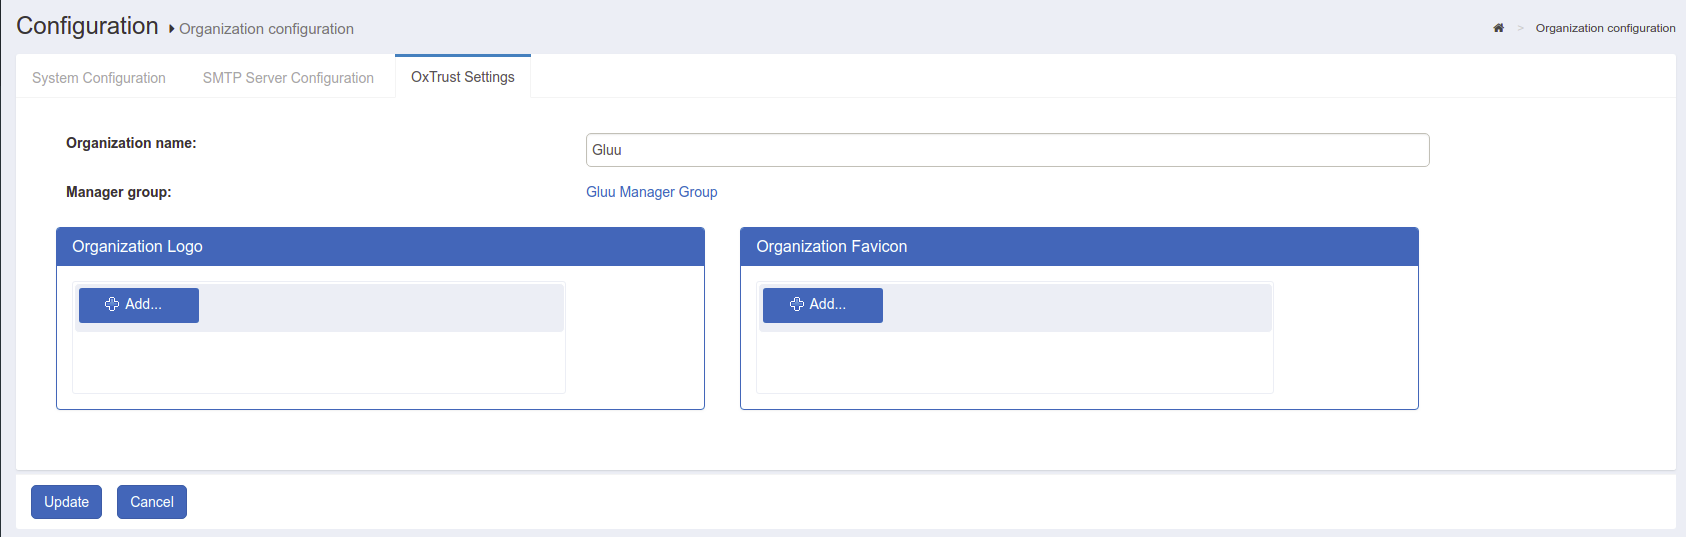 Configuration Organization configuration
> Organization configuration
System Configuration SMTP Server Configuration OxTrust Settings
Organization name: Gluu
Manager group: Gluu Manager Group
Organization Logo Organization Favicon
Add... Add...
Update Cancel